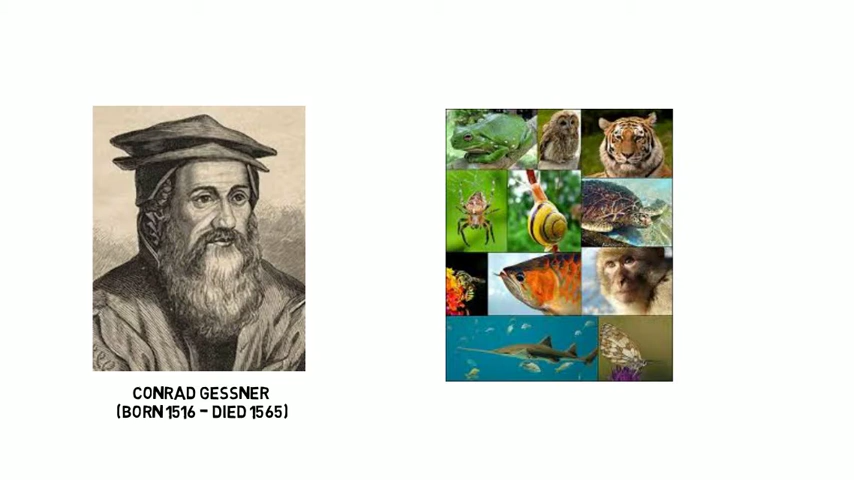 CONRAD GESSNER
(BORN 1516 - DIED 1565)